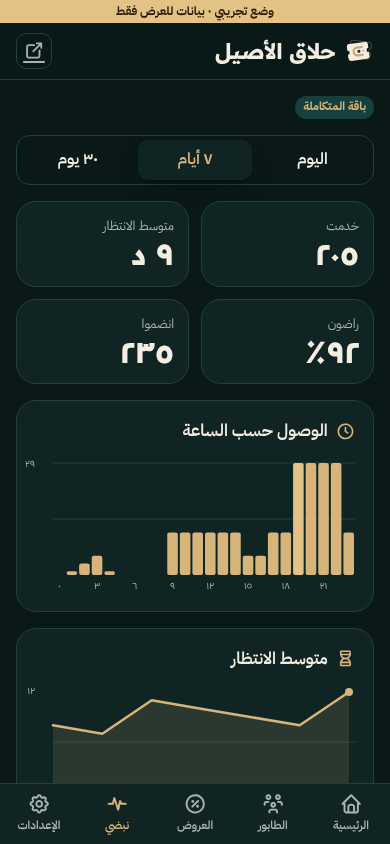 وضع تجريبي · بيانات للعرض فقط
حلاق الأصيل
باقة المتكاملة
اليوم
٧ أيام
٣٠ يوم
خدمت
٢٠٥
متوسط الانتظار
٩ د
راضون
٩٢٪
انضموا
٢٣٥
الوصول حسب الساعة
٢٩
٠ ٣ ٦ ٩ ١٢ ١٥ ١٨ ٢١
متوسط الانتظار
١٢
الرئيسية
الطابور
العروض
نبضي
الإعدادات